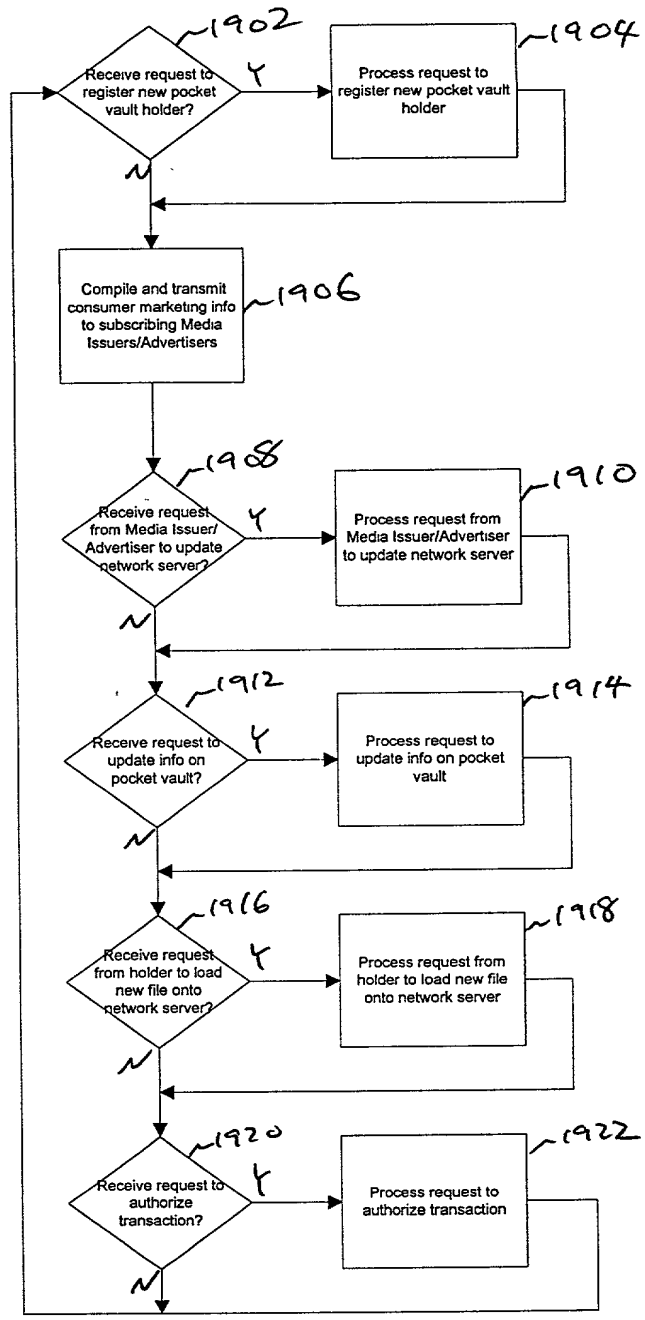 1902
Receive request to
register new pocket
vault holder?
Y
N
1904
Process request to
register new pocket vault
holder
1906
Compile and transmit
consumer marketing info
to subscribing Media
Issuers/Advertisers
1908
Receive request
from Media Issuer/
Advertiser to update
network server?
Y
N
1910
Process request from
Media Issuer/Advertiser
to update network server
1912
Receive request to
update info on
pocket vault?
Y
N
1914
Process request to
update info on pocket
vault
1916
Receive request
from holder to load
new file onto
network server?
Y
N
1918
Process request from
holder to load new file
onto network server
1920
Receive request to
authorize
transaction?
Y
N
1922
Process request to
authorize transaction